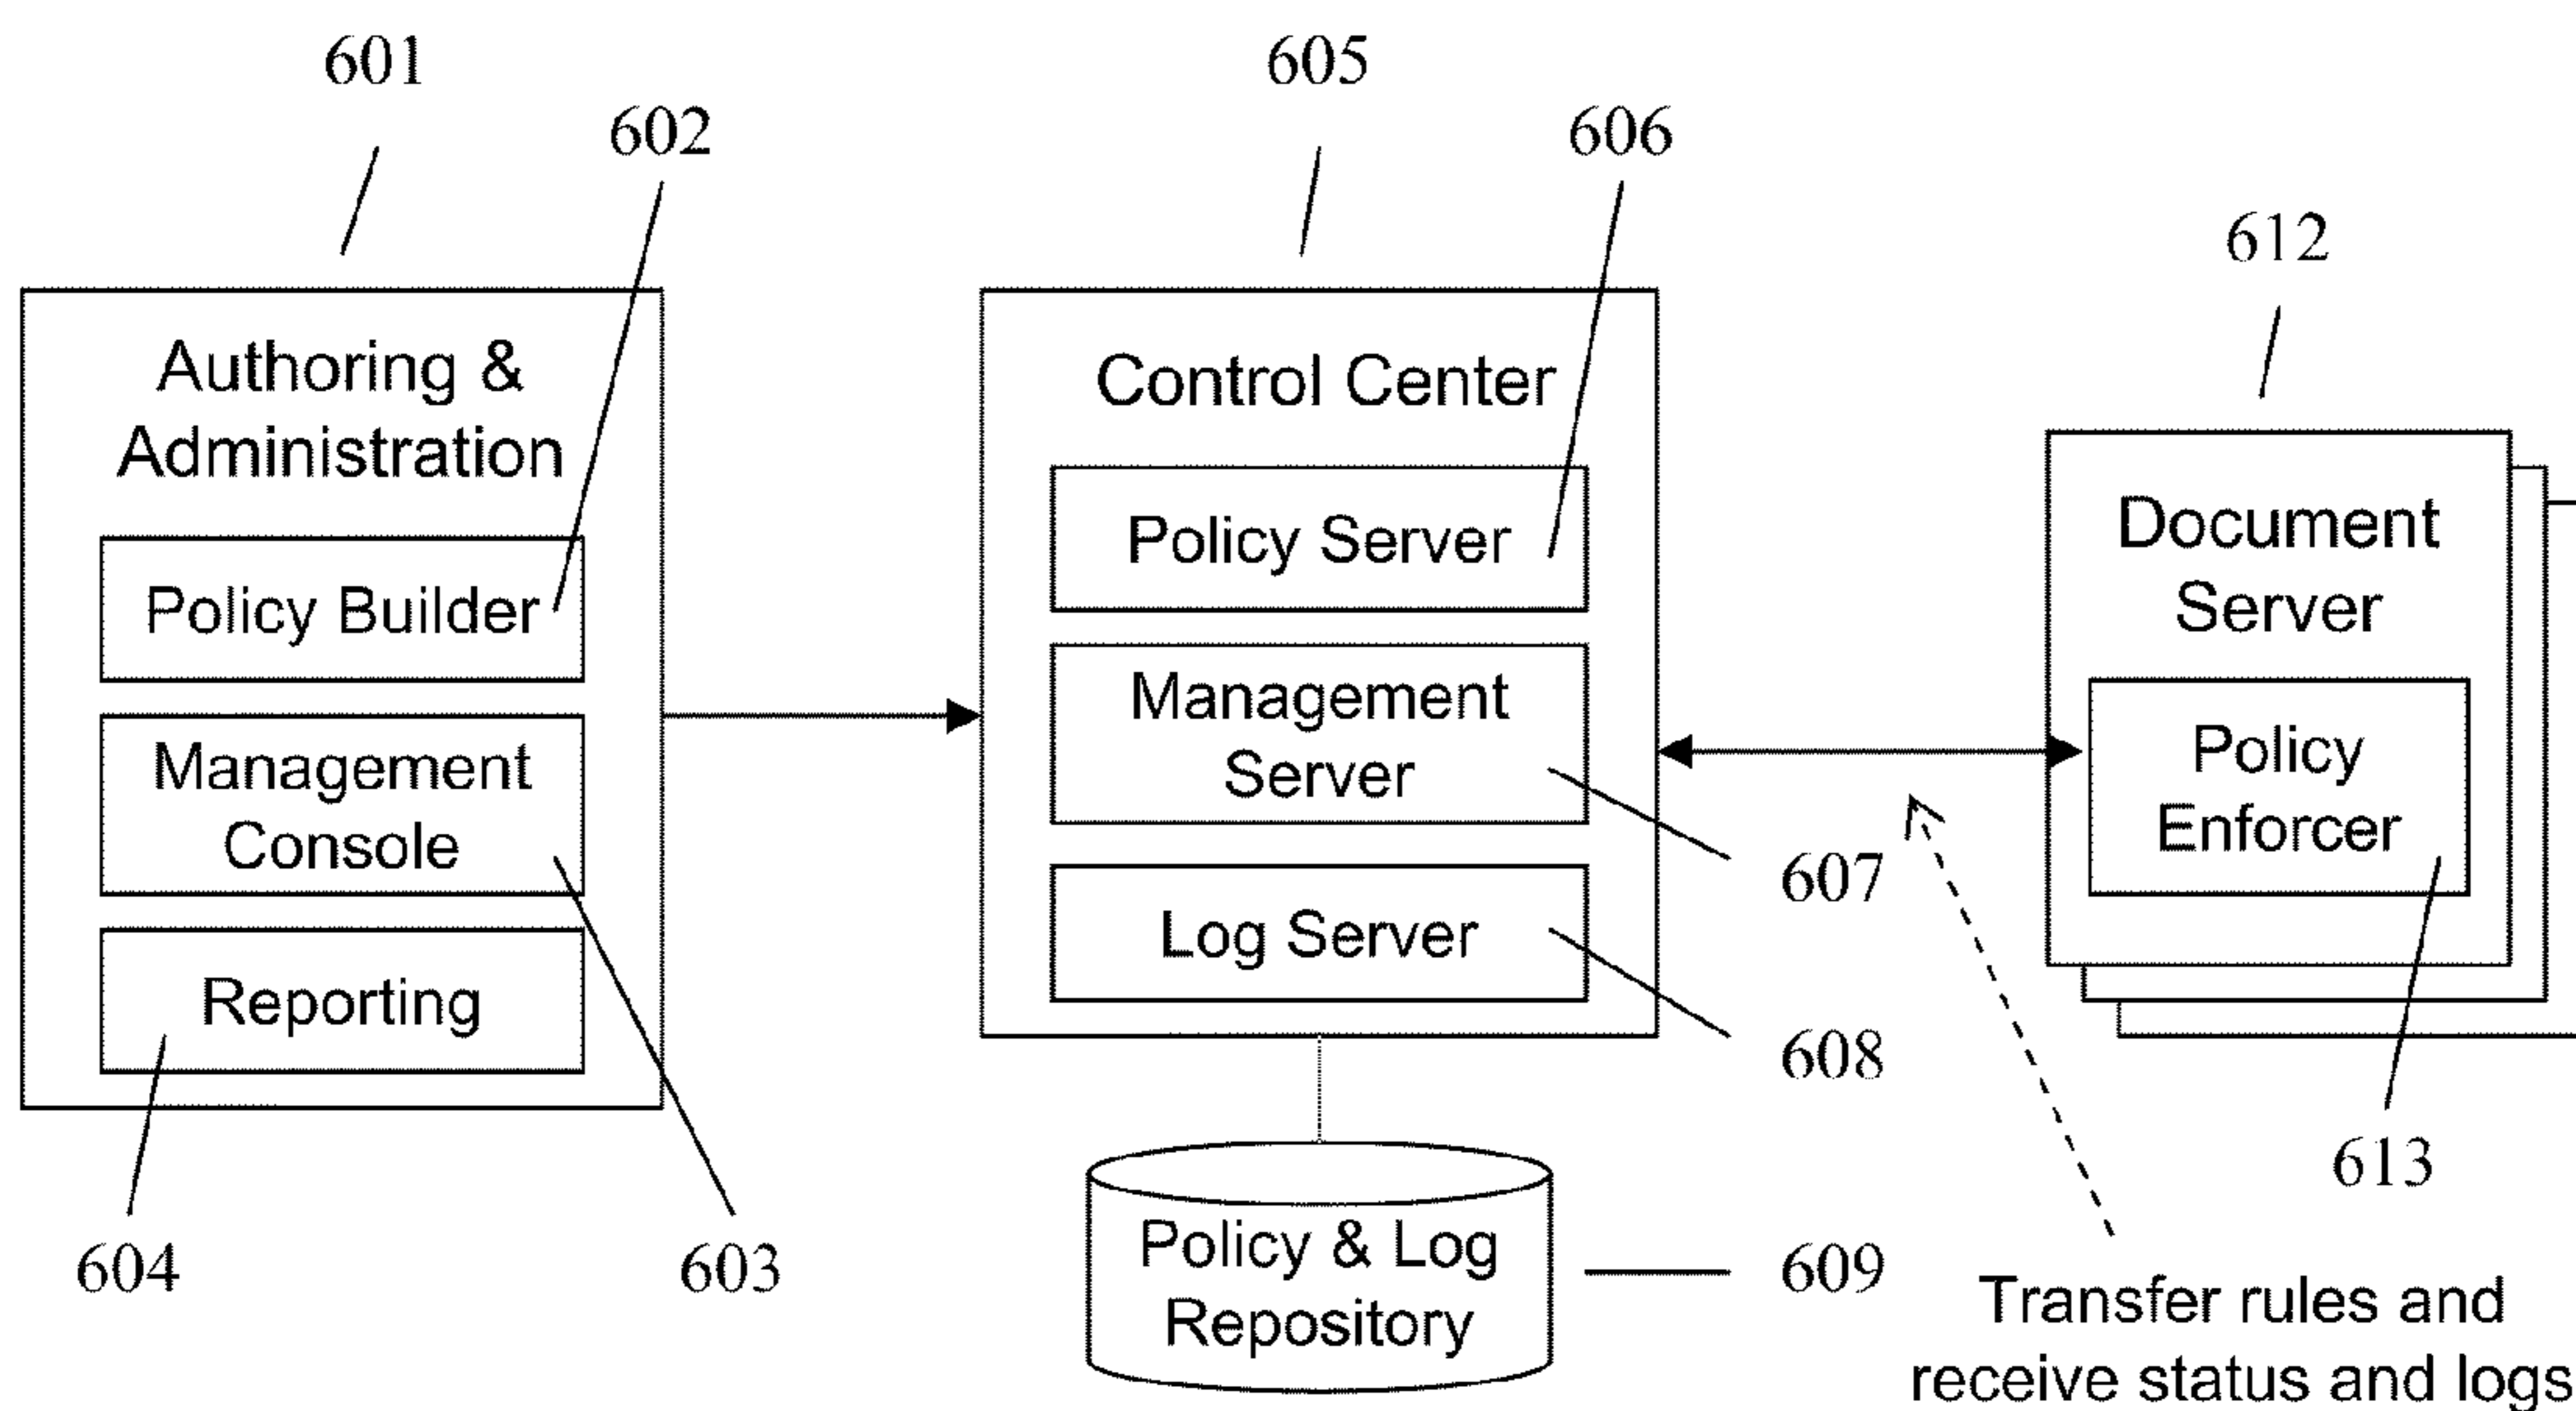 601
602
605
606
612
Authoring &
Administration
Policy Builder
Management
Console
Reporting
604
603
Control Center
Policy Server
Management
Server
Log Server
607
608
Policy & Log
Repository
609
Document
Server
Policy
Enforcer
613
Transfer rules and
receive status and logs